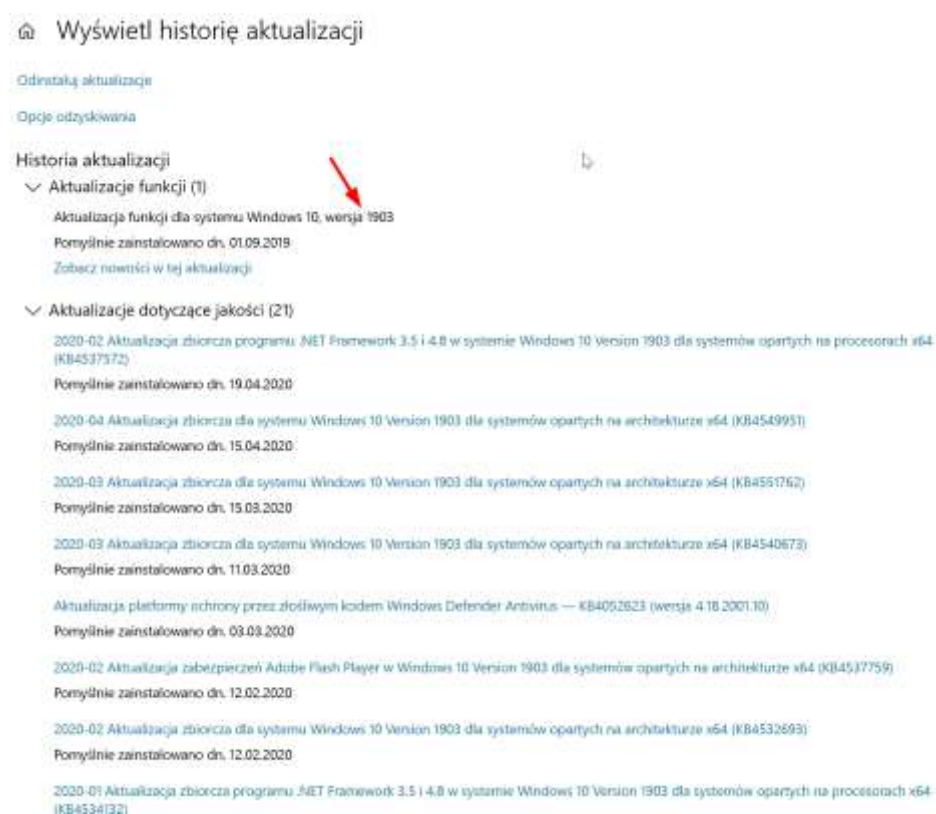 Wyświetl historię aktualizacji
Odinstaluj aktualizacje
Opcje odzyskiwania
Historia aktualizacji
Aktualizacje funkcji (1)
Aktualizacja funkcji dla systemu Windows 10, wersja 1903
Pomyślnie zainstalowano dn. 01.09.2019
Zobacz nowości w tej aktualizacji
Aktualizacje dotyczące jakości (21)
2020-02 Aktualizacja zbiorcza programu .NET Framework 3.5 i 4.8 w systemie Windows 10 Version 1903 dla systemów opartych na procesorach x64
(KB4537572)
Pomyślnie zainstalowano dn. 19.04.2020
2020-04 Aktualizacja zbiorcza dla systemu Windows 10 Version 1903 dla systemów opartych na architekturze x64 (KB4549951)
Pomyślnie zainstalowano dn. 15.04.2020
2020-03 Aktualizacja zbiorcza dla systemu Windows 10 Version 1903 dla systemów opartych na architekturze x64 (KB4551762)
Pomyślnie zainstalowano dn. 15.03.2020
2020-03 Aktualizacja zbiorcza dla systemu Windows 10 Version 1903 dla systemów opartych na architekturze x64 (KB4540673)
Pomyślnie zainstalowano dn. 11.03.2020
Aktualizacja platformy ochrony przez złośliwym kodem Windows Defender Antivirus — KB4052623 (wersja 4.18.2001.10)
Pomyślnie zainstalowano dn. 03.03.2020
2020-02 Aktualizacja zabezpieczeń Adobe Flash Player w Windows 10 Version 1903 dla systemów opartych na architekturze x64 (KB4537759)
Pomyślnie zainstalowano dn. 12.02.2020
2020-02 Aktualizacja zbiorcza dla systemu Windows 10 Version 1903 dla systemów opartych na architekturze x64 (KB4532693)
Pomyślnie zainstalowano dn. 12.02.2020
2020-01 Aktualizacja zbiorcza programu .NET Framework 3.5 i 4.8 w systemie Windows 10 Version 1903 dla systemów opartych na procesorach x64
(KB4534132)